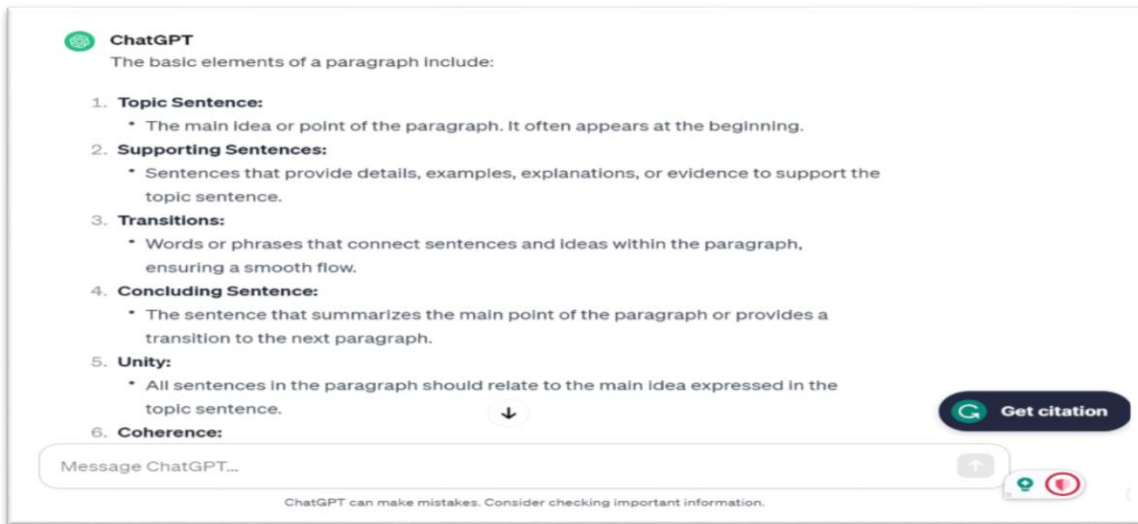 ChatGPT
The basic elements of a paragraph include:
1. Topic Sentence:
• The main idea or point of the paragraph. It often appears at the beginning.
2. Supporting Sentences:
• Sentences that provide details, examples, explanations, or evidence to support the
topic sentence.
3. Transitions:
• Words or phrases that connect sentences and ideas within the paragraph,
ensuring a smooth flow.
4. Concluding Sentence:
• The sentence that summarizes the main point of the paragraph or provides a
transition to the next paragraph.
5. Unity:
• All sentences in the paragraph should relate to the main idea expressed in the
topic sentence.
Get citation
6. Coherence:
Message ChatGPT...
ChatGPT can make mistakes. Consider checking important information.